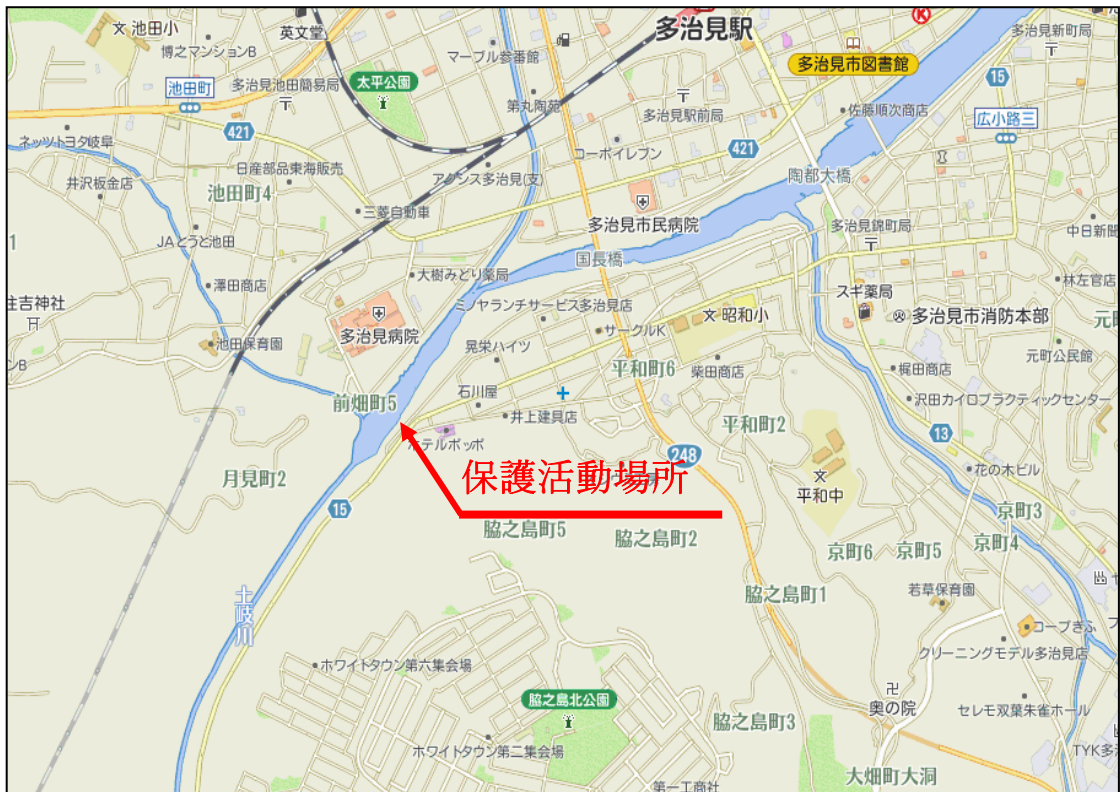 多治見駅
池田小
英文堂
博之マンションB
マーブル参番館
多治見新町局
多治見市図書館
15
池田町
多治見池田簡易局
太平公園
第丸陶苑
多治見駅前局
佐藤順次商店
広小路三
421
ネッツトヨタ岐阜
日産部品東海販売
アクシス多治見(支)
コーポイレブン
421
井沢板金店
池田町4
陶都大橋
三菱自動車
多治見市民病院
多治見錦町局
1
JAとうと池田
国長橋
中日新聞
大樹みどり薬局
澤田商店
林左官店
スギ薬局
住吉神社
ミノヤランチサービス多治見店
昭和小
多治見市消防本部
元
サークルK
多治見病院
池田保育園
晃栄ハイツ
元町公民館
ンB
平和町6
柴田商店
梶田商店
石川屋
前畑町5
沢田カイロプラクティックセンター
井上建具店
平和町2
13
ホテルポッポ
248
月見町2
保護活動場所
花の木ビル
平和中
15
京町3
脇之島町5
脇之島町2
京町6
京町5
京町4
若草保育園
脇之島町1
土岐川
コープぎふ
クリーニングモデル多治見店
ホワイトタウン第六集会場
脇之島北公園
奥の院
セレモ双葉朱雀ホール
脇之島町3
ホワイトタウン第二集会場
TYK多
大畑町大洞
第一工商社